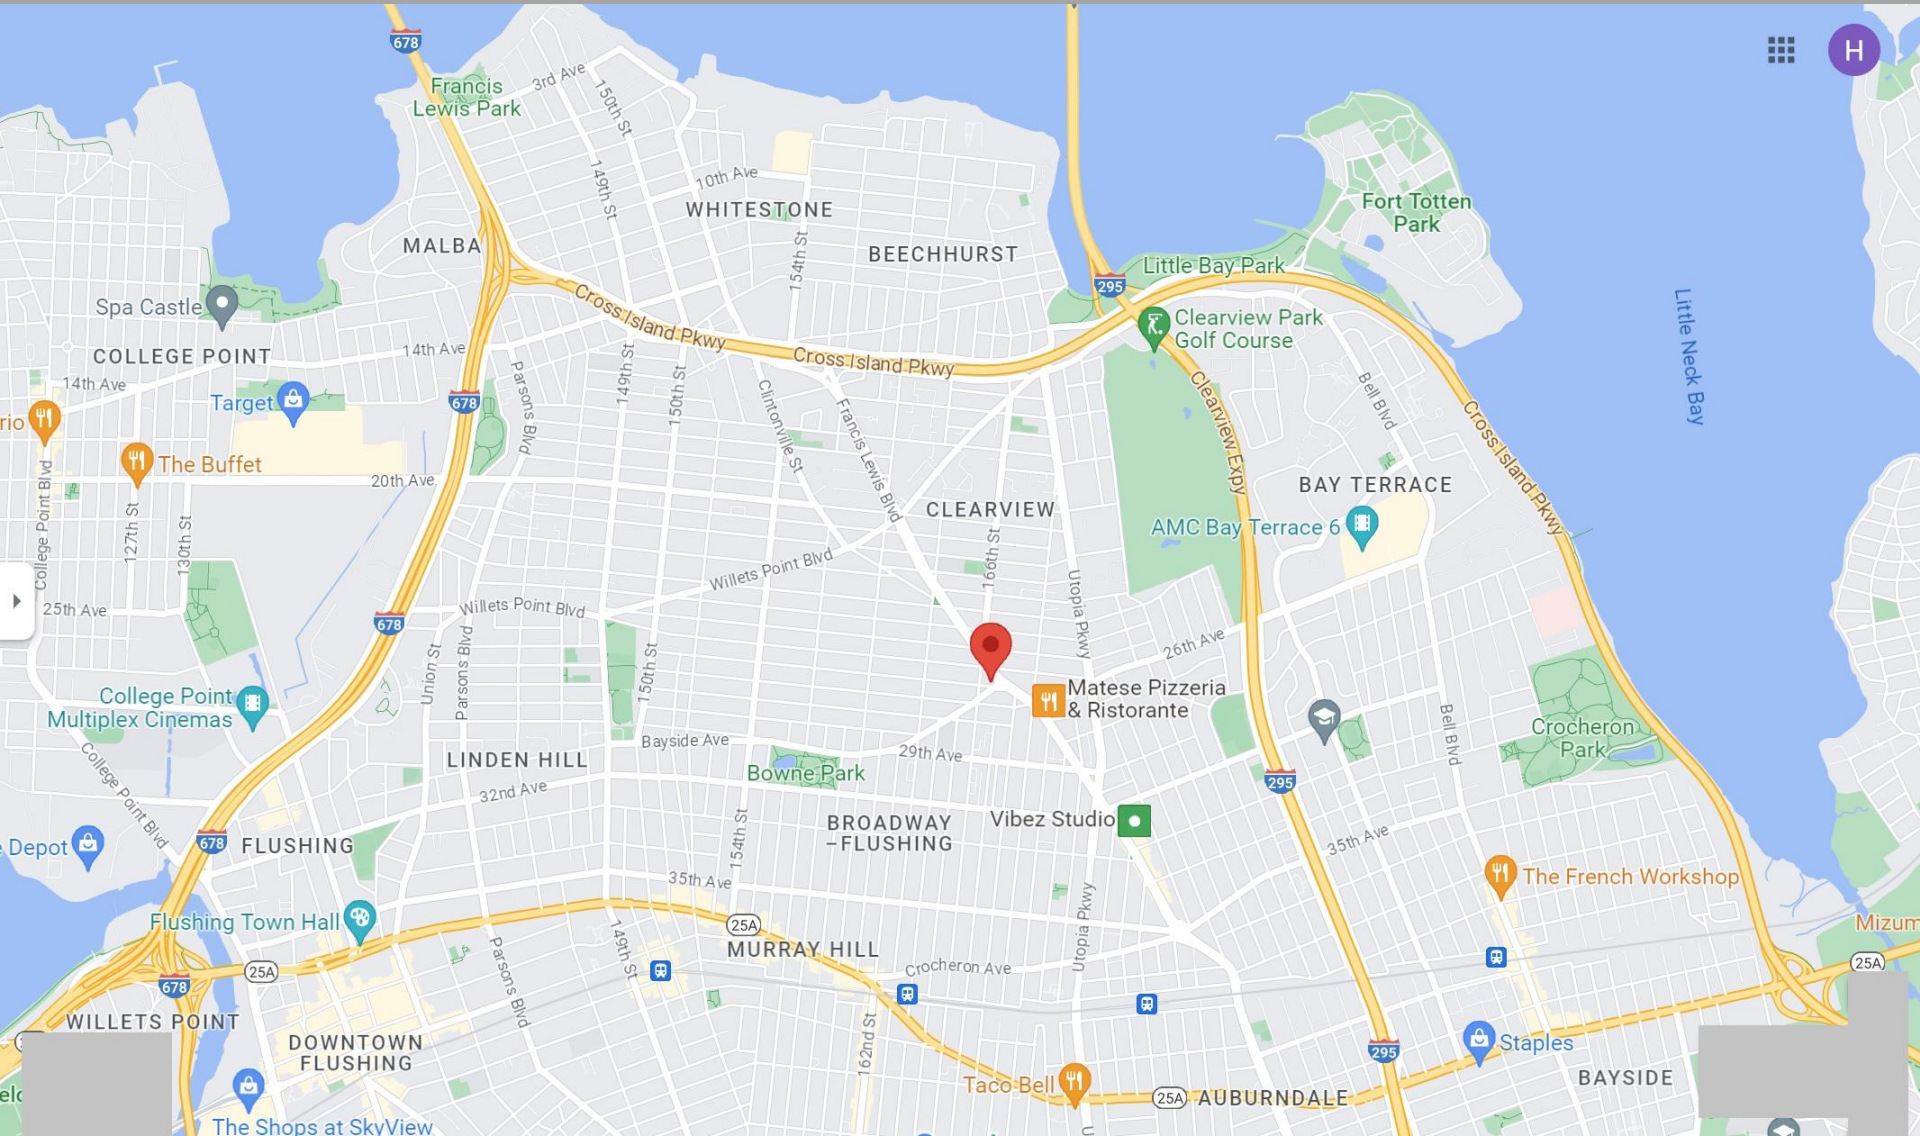 678
Francis
Lewis Park
3rd Ave
150th St
149th St
10th Ave
WHITESTONE
154th St
MALBA
BEECHHURST
H
Fort Totten
Park
Little Bay Park
295
Little Neck Bay
Spa Castle
Cross Island Pkwy
Clearview Park
Golf Course
COLLEGE POINT
14th Ave
14th Ave
Cross Island Pkwy
149th St
150th St
Parsons Blvd
Target
678
Clintonville St
Francis Lewis Blvd
Clearview Expy
Bell Blvd
Cross Island Pkwy
rio
The Buffet
20th Ave
College Point Blvd
127th St
130th St
CLEARVIEW
BAY TERRACE
AMC Bay Terrace 6
166th St
Willets Point Blvd
Utopia Pkwy
25th Ave
Willets Point Blvd
678
Union St
Parsons Blvd
150th St
26th Ave
College Point
Multiplex Cinemas
Matese Pizzeria
& Ristorante
Bell Blvd
Crocheron
Park
College Point Blvd
LINDEN HILL
Bayside Ave
29th Ave
Bowne Park
295
32nd Ave
154th St
BROADWAY
–FLUSHING
Vibez Studio
35th Ave
Depot
678
FLUSHING
35th Ave
Utopia Pkwy
The French Workshop
Flushing Town Hall
25A
149th St
MURRAY HILL
Mizum
25A
Parsons Blvd
Crocheron Ave
25A
678
WILLETS POINT
DOWNTOWN
FLUSHING
162nd St
295
Staples
Taco Bell
25A
AUBURNDALE
BAYSIDE
The Shops at SkyView
U